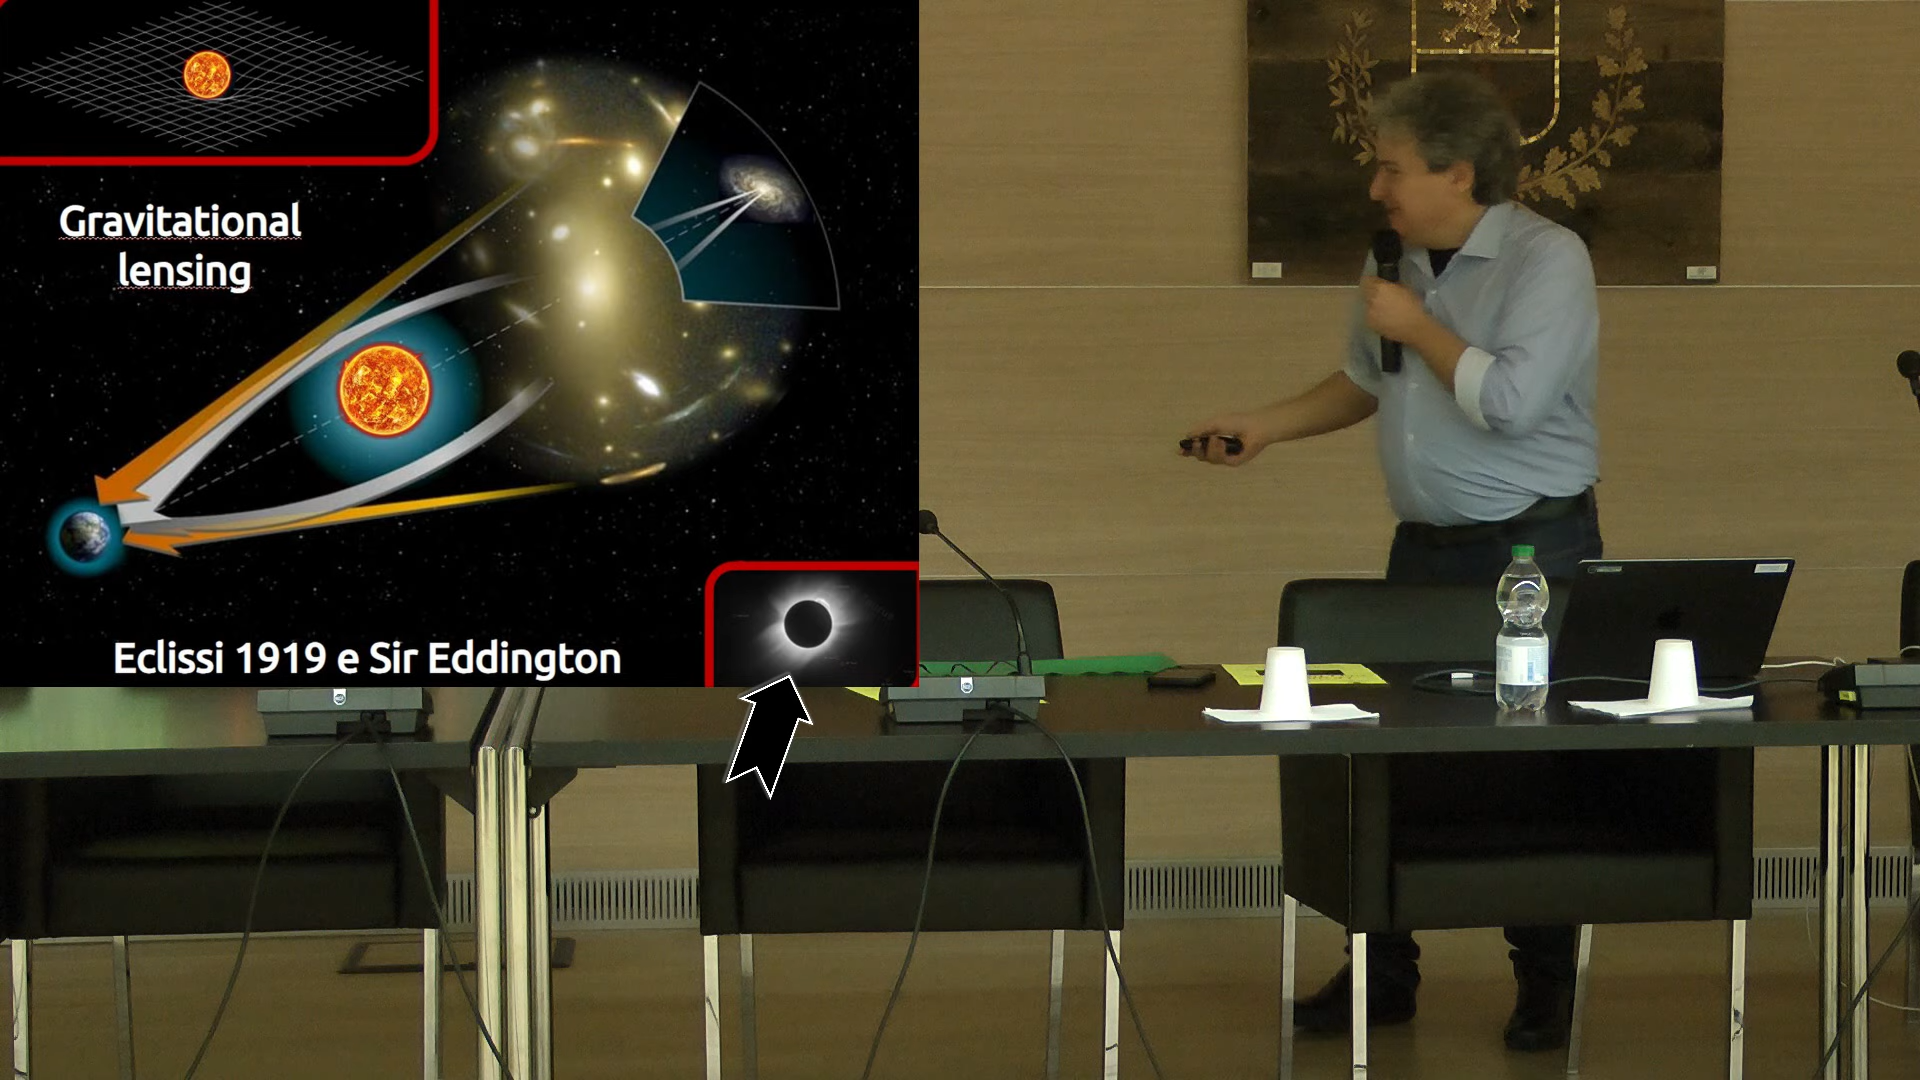 Gravitational
lensing
Eclissi 1919 e Sir Eddington